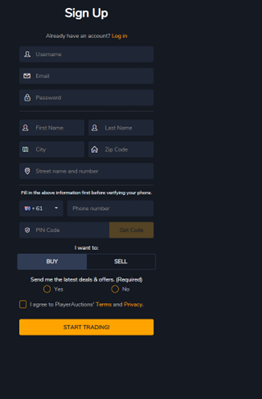 Sign Up
Already have an account? Log in
Username
Email
Password
First Name
Last Name
City
Zip Code
Street name and number
Fill in the above information first before verifying your phone.
+61
Phone number
PIN Code
Get Code
I want to:
BUY
SELL
Send me the latest deals & offers. (Required)
Yes
No
I agree to PlayerAuctions' Terms and Privacy.
START TRADING!